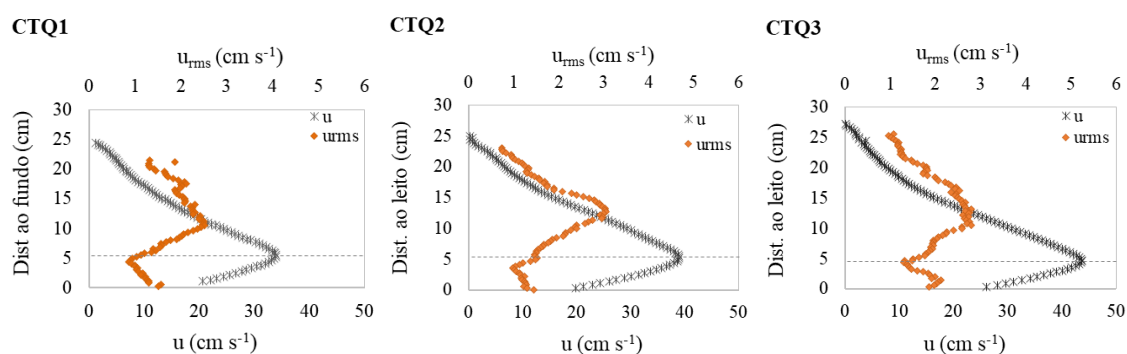 CTQ1
u_rms (cm s⁻¹)
0 1 2 3 4 5 6
Dist ao fundo (cm)
30
25
20
15
10
5
0
u
urms
0 10 20 30 40 50
u (cm s⁻¹)
CTQ2
u_rms (cm s⁻¹)
0 1 2 3 4 5 6
Dist. ao leito (cm)
30
25
20
15
10
5
0
u
urms
0 10 20 30 40 50
u (cm s⁻¹)
CTQ3
u_rms (cm s⁻¹)
0 1 2 3 4 5 6
Dist. ao leito (cm)
30
25
20
15
10
5
0
u
urms
0 10 20 30 40 50
u (cm s⁻¹)